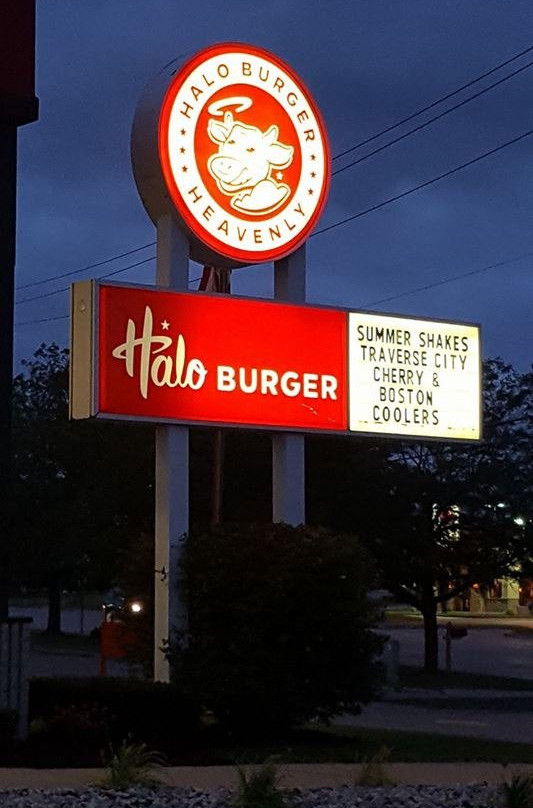 HALO BURGER
HEAVENLY
Halo BURGER
SUMMER SHAKES
TRAVERSE CITY
CHERRY &
BOSTON
COOLERS